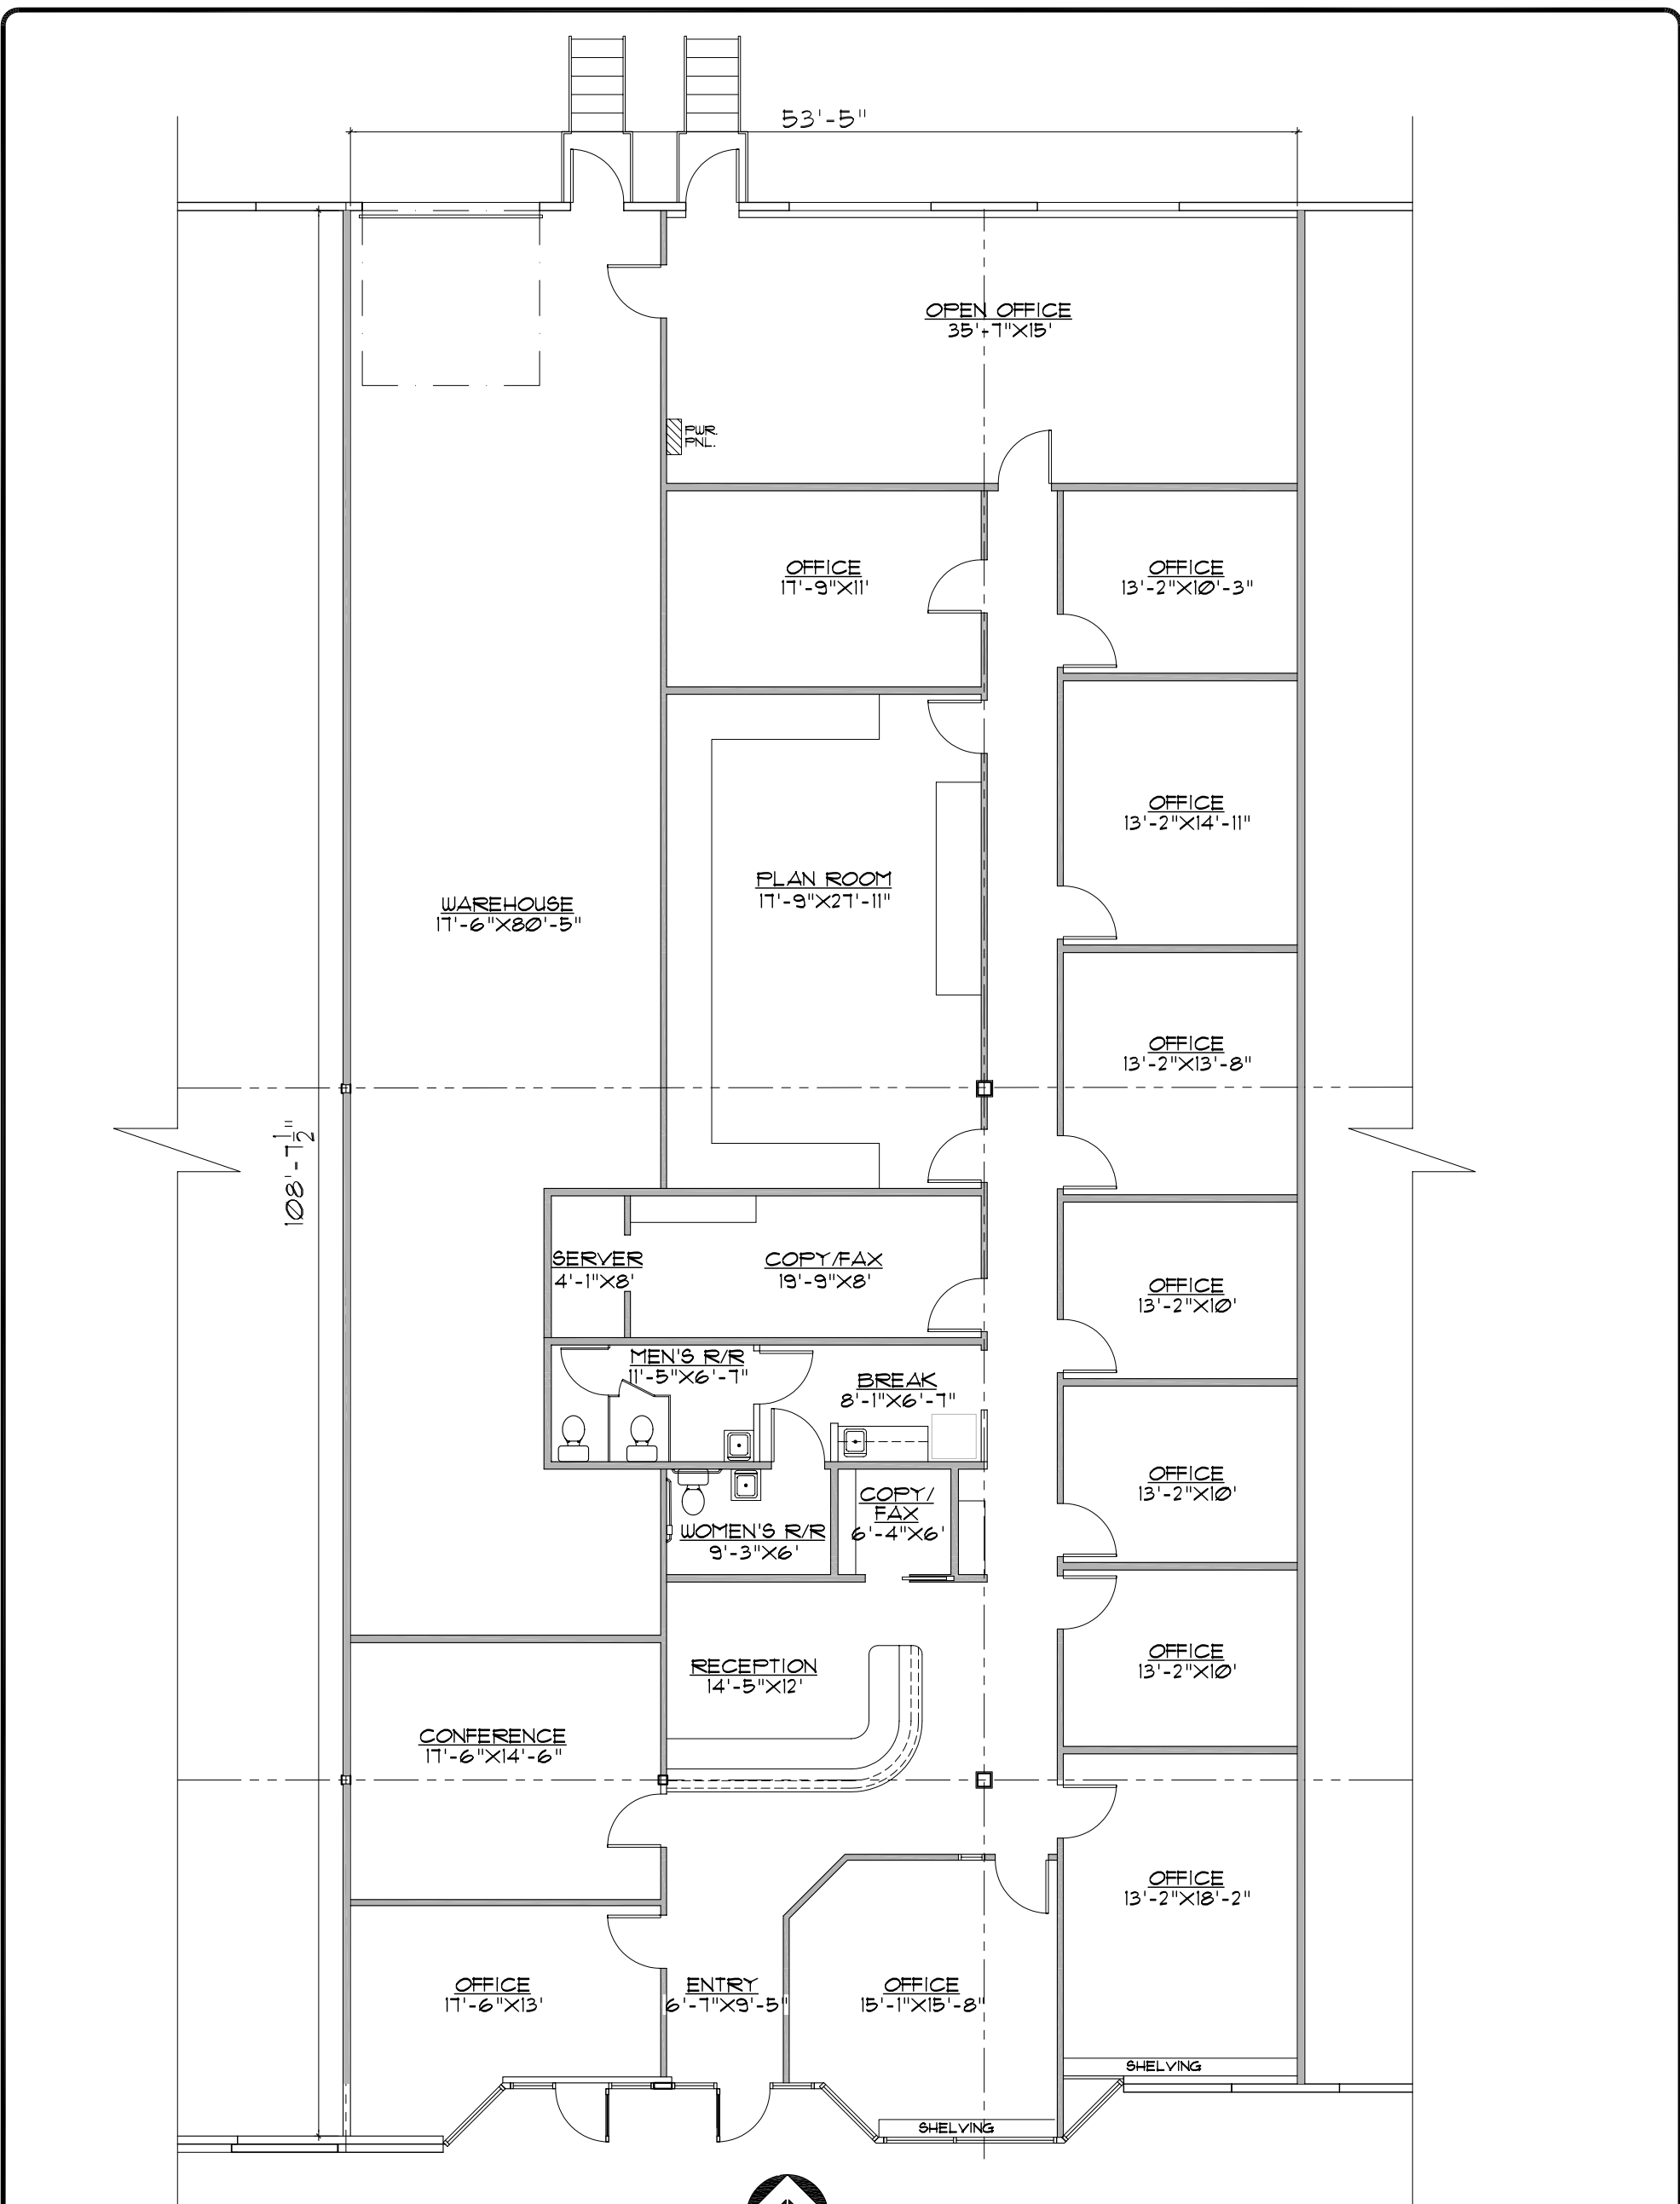 53'-5"
OPEN OFFICE
35'-7"X15'
PWR.
PNL.
OFFICE
17'-9"X11'
OFFICE
13'-2"X10'-3"
OFFICE
13'-2"X14'-11"
PLAN ROOM
17'-9"X27'-11"
WAREHOUSE
17'-6"X80'-5"
OFFICE
13'-2"X13'-8"
108'-7 1/2"
SERVER
4'-1"X8'
COPY/FAX
19'-9"X8'
OFFICE
13'-2"X10'
MEN'S R/R
11'-5"X6'-7"
BREAK
8'-1"X6'-7"
OFFICE
13'-2"X10'
COPY/
FAX
6'-4"X6'
WOMEN'S R/R
9'-3"X6'
OFFICE
13'-2"X10'
RECEPTION
14'-5"X12'
CONFERENCE
17'-6"X14'-6"
OFFICE
13'-2"X18'-2"
OFFICE
17'-6"X13'
ENTRY
6'-7"X9'-5"
OFFICE
15'-1"X15'-8"
SHELVING
SHELVING